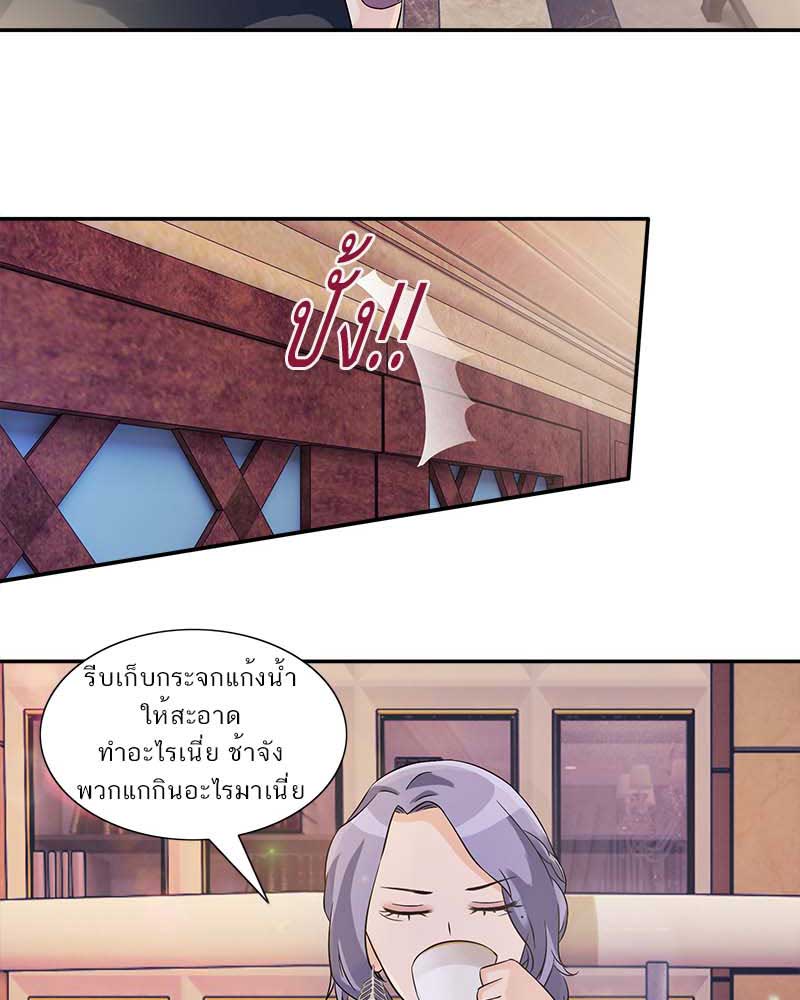 ปั้ง..!!
รีบเก็บกระจกแก้งน้ำ
ให้สะอาด
ทำอะไรเนี่ย ช้าจัง
พวกแกกินอะไรมาเนี่ย